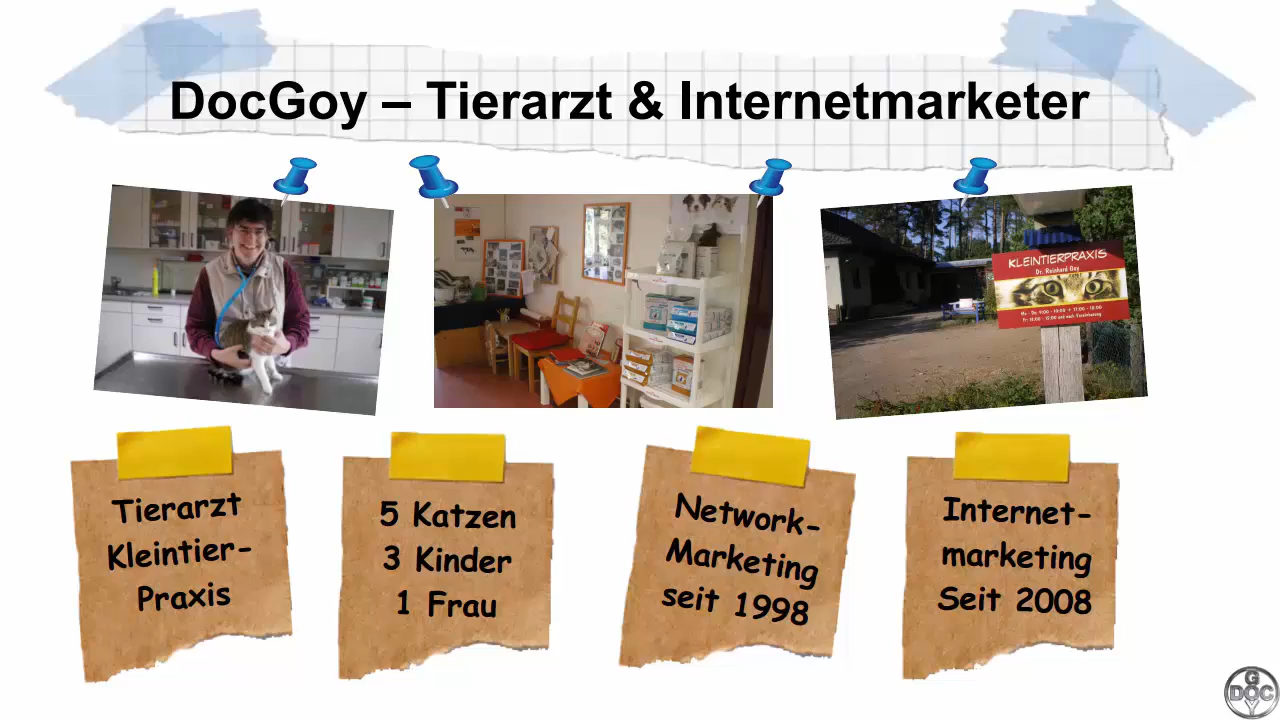 DocGoy – Tierarzt & Internetmarketer
KLEINTIERPRAXIS
Dr. Reinhard Goy
Tierarzt
Kleintier-
Praxis
5 Katzen
3 Kinder
1 Frau
Network-
Marketing
seit 1998
Internet-
marketing
Seit 2008
G
DOC
Y